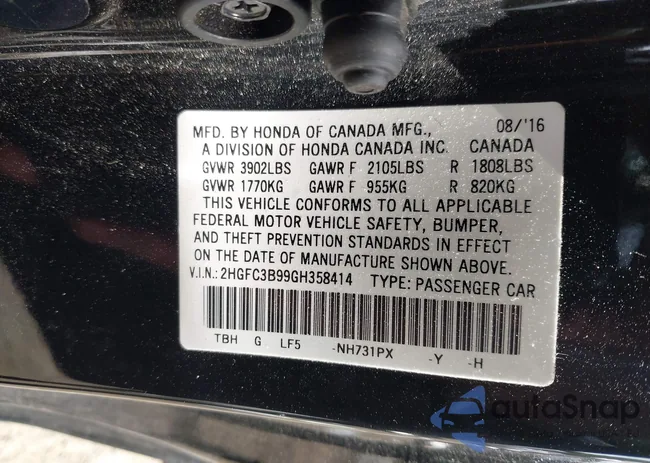 MFD. BY HONDA OF CANADA MFG., 08/'16
A DIVISION OF HONDA CANADA INC. CANADA
GVWR 3902LBS GAWR F 2105LBS R 1808LBS
GVWR 1770KG GAWR F 955KG R 820KG
THIS VEHICLE CONFORMS TO ALL APPLICABLE
FEDERAL MOTOR VEHICLE SAFETY, BUMPER,
AND THEFT PREVENTION STANDARDS IN EFFECT
ON THE DATE OF MANUFACTURE SHOWN ABOVE.
V.I.N.: 2HGFC3B99GH358414 TYPE: PASSENGER CAR
TBH G LF5 -NH731PX -Y -H
autoSnap